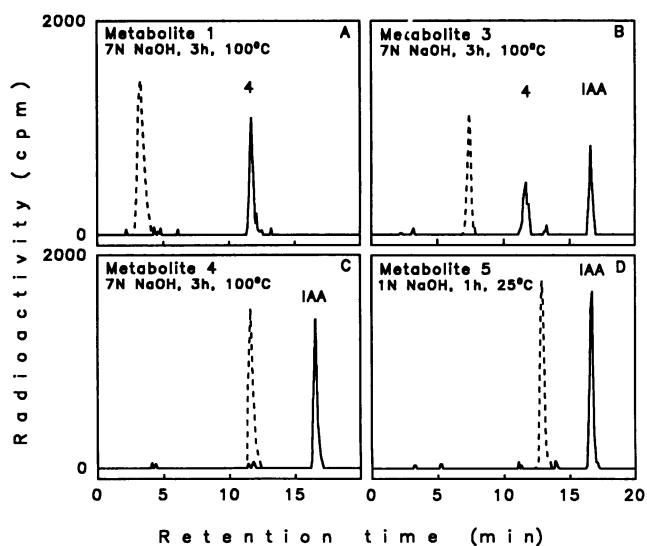 2000
Metabolite 1 A
7N NaOH, 3h, 100°C
4
0
Metabolite 3 B
7N NaOH, 3h, 100°C
4 IAA
2000
Metabolite 4 C
7N NaOH, 3h, 100°C
IAA
0
0 5 10 15
Metabolite 5 IAA D
1N NaOH, 1h, 25°C
0 5 10 15 20
Radioactivity (cpm)
Retention time (min)